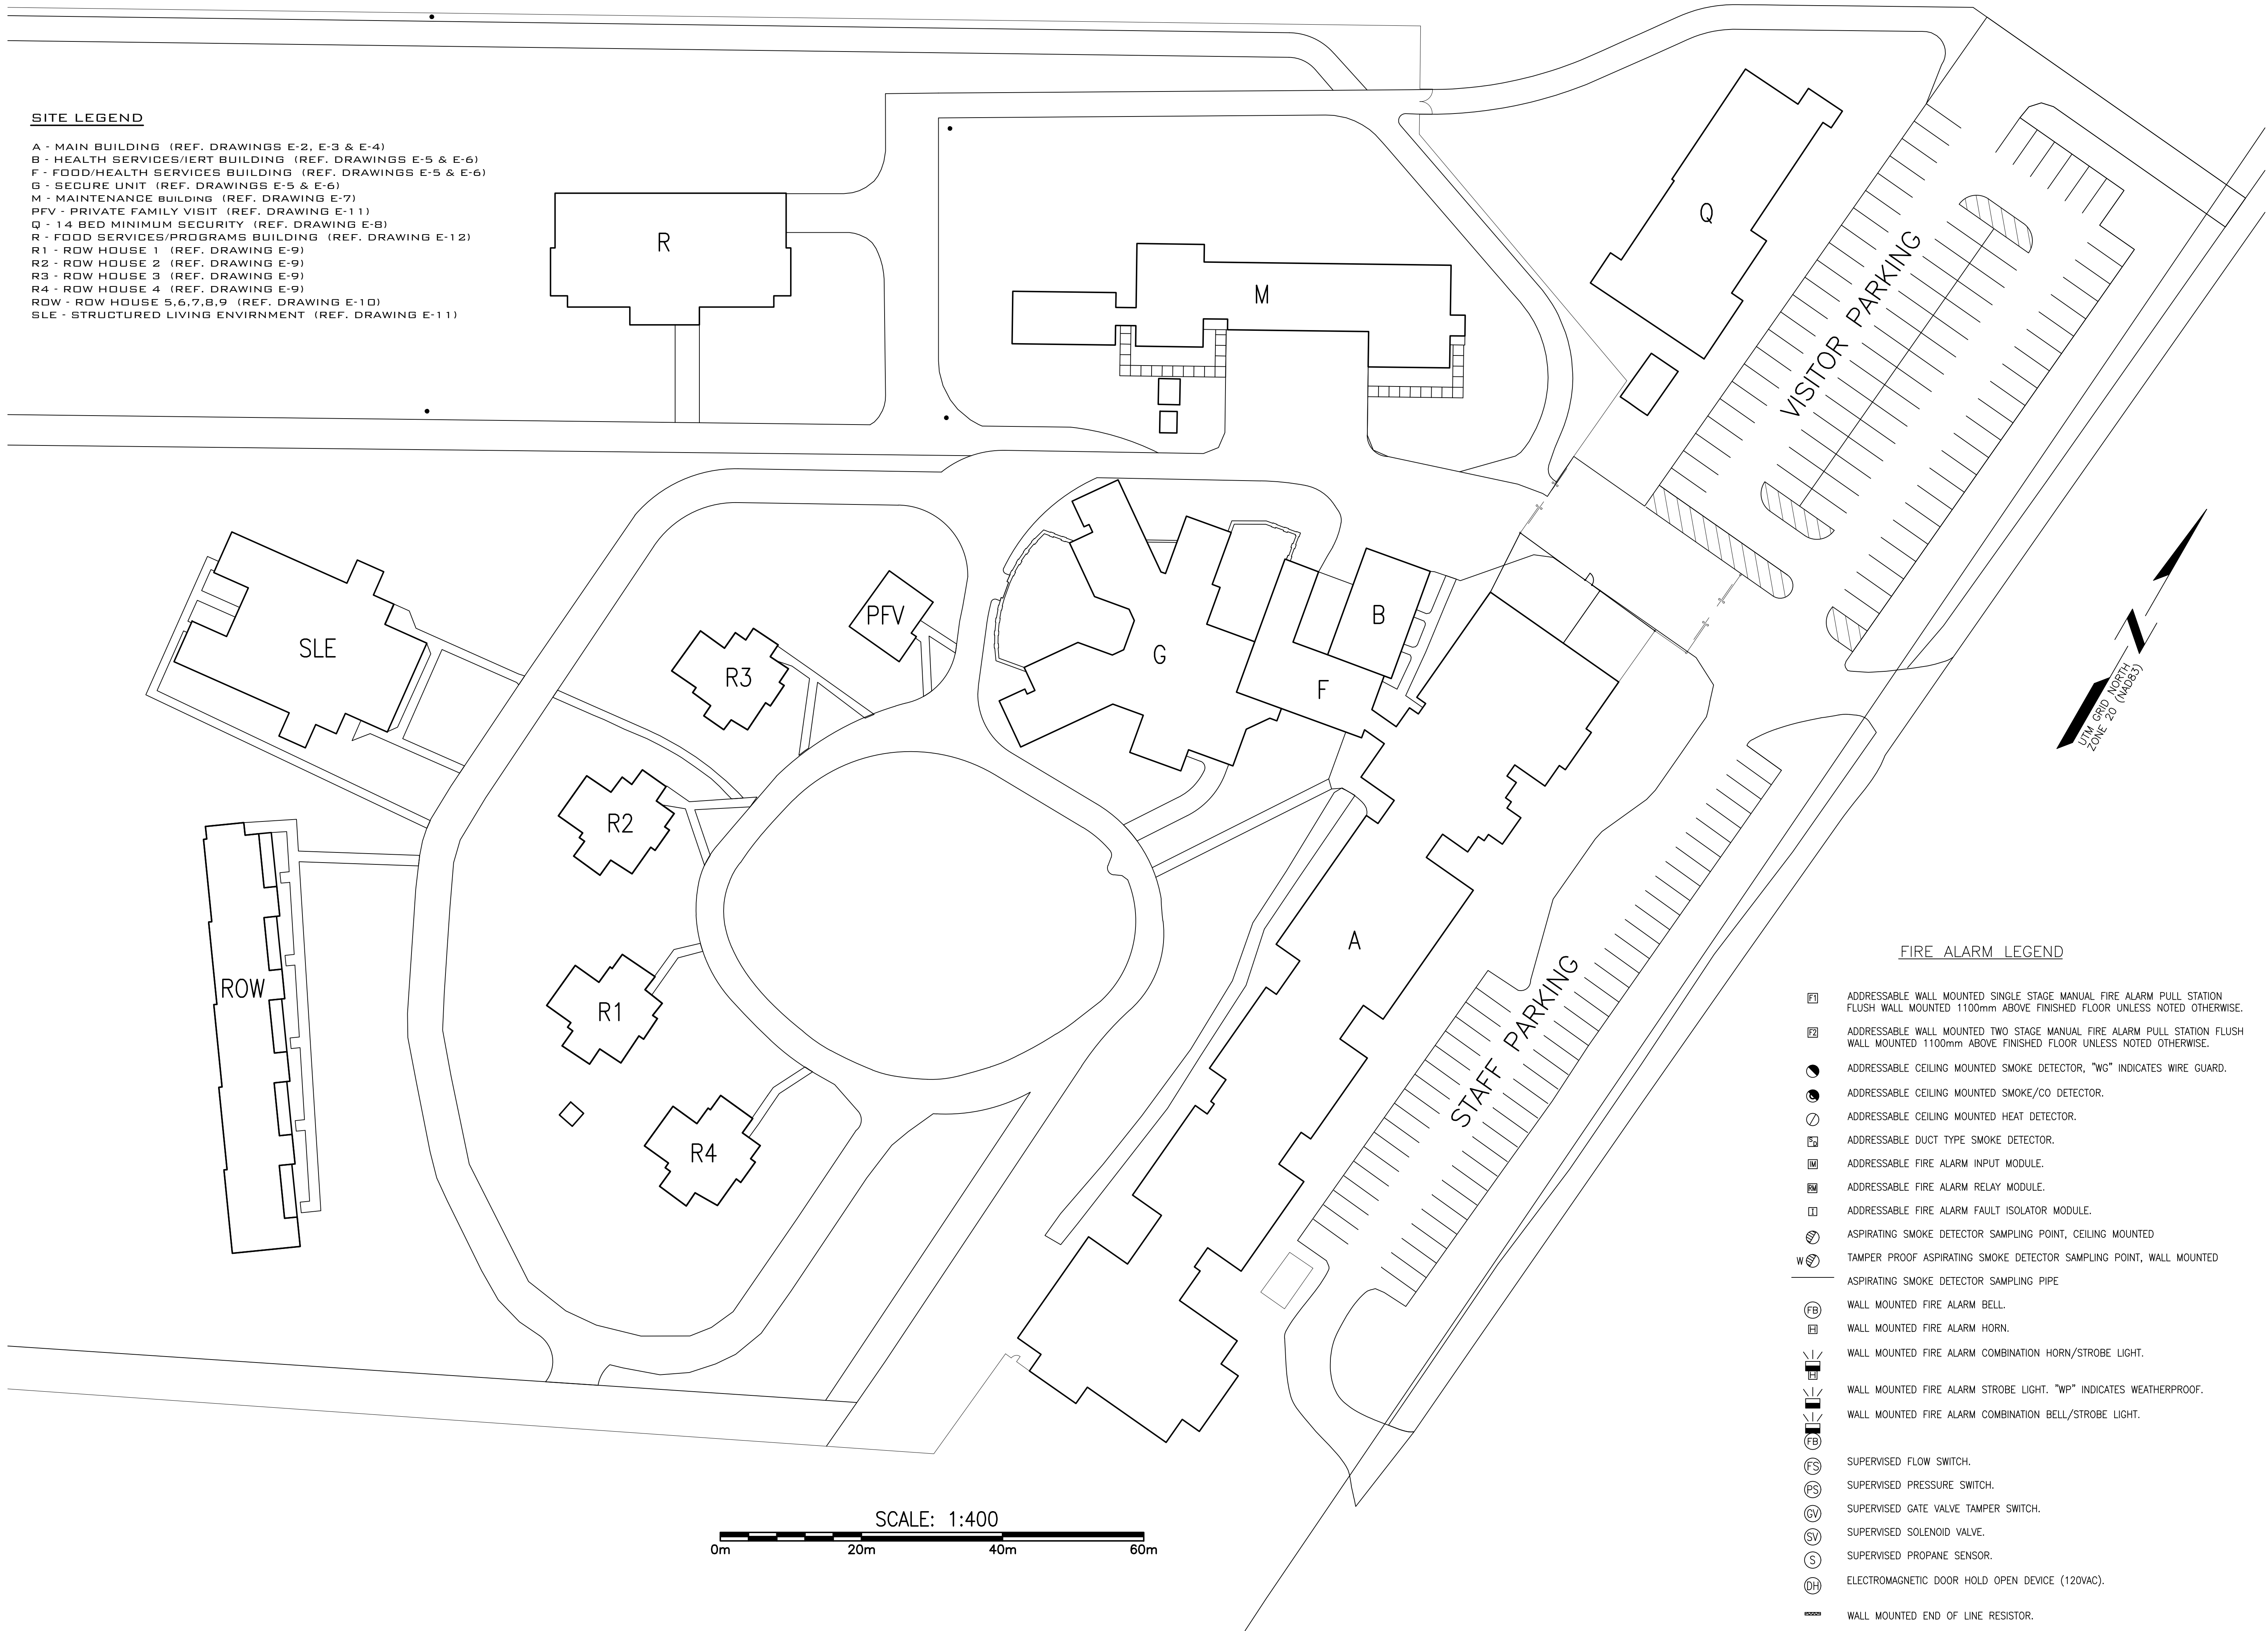 SITE LEGEND
A - MAIN BUILDING (REF. DRAWINGS E-2, E-3 & E-4)
B - HEALTH SERVICES/IERT BUILDING (REF. DRAWINGS E-5 & E-6)
F - FOOD/HEALTH SERVICES BUILDING (REF. DRAWINGS E-5 & E-6)
G - SECURE UNIT (REF. DRAWINGS E-5 & E-6)
M - MAINTENANCE BUILDING (REF. DRAWING E-7)
PFV - PRIVATE FAMILY VISIT (REF. DRAWING E-11)
Q - 14 BED MINIMUM SECURITY (REF. DRAWING E-8)
R - FOOD SERVICES/PROGRAMS BUILDING (REF. DRAWING E-12)
R1 - ROW HOUSE 1 (REF. DRAWING E-9)
R2 - ROW HOUSE 2 (REF. DRAWING E-9)
R3 - ROW HOUSE 3 (REF. DRAWING E-9)
R4 - ROW HOUSE 4 (REF. DRAWING E-9)
ROW - ROW HOUSE 5,6,7,8,9 (REF. DRAWING E-10)
SLE - STRUCTURED LIVING ENVIRNMENT (REF. DRAWING E-11)
R
M
Q
VISITOR PARKING
SLE
R3
PFV
G
B
F
R2
ROW
R1
R4
A
STAFF PARKING
N
UTM GRID NORTH
ZONE 20 (NAD83)
SCALE: 1:400
0m 20m 40m 60m
FIRE ALARM LEGEND
F1 ADDRESSABLE WALL MOUNTED SINGLE STAGE MANUAL FIRE ALARM PULL STATION
FLUSH WALL MOUNTED 1100mm ABOVE FINISHED FLOOR UNLESS NOTED OTHERWISE.
F2 ADDRESSABLE WALL MOUNTED TWO STAGE MANUAL FIRE ALARM PULL STATION FLUSH
WALL MOUNTED 1100mm ABOVE FINISHED FLOOR UNLESS NOTED OTHERWISE.
ADDRESSABLE CEILING MOUNTED SMOKE DETECTOR, "WG" INDICATES WIRE GUARD.
ADDRESSABLE CEILING MOUNTED SMOKE/CO DETECTOR.
ADDRESSABLE CEILING MOUNTED HEAT DETECTOR.
SD ADDRESSABLE DUCT TYPE SMOKE DETECTOR.
IM ADDRESSABLE FIRE ALARM INPUT MODULE.
RM ADDRESSABLE FIRE ALARM RELAY MODULE.
I ADDRESSABLE FIRE ALARM FAULT ISOLATOR MODULE.
ASPIRATING SMOKE DETECTOR SAMPLING POINT, CEILING MOUNTED
W TAMPER PROOF ASPIRATING SMOKE DETECTOR SAMPLING POINT, WALL MOUNTED
ASPIRATING SMOKE DETECTOR SAMPLING PIPE
FB WALL MOUNTED FIRE ALARM BELL.
H WALL MOUNTED FIRE ALARM HORN.
WALL MOUNTED FIRE ALARM COMBINATION HORN/STROBE LIGHT.
H
WALL MOUNTED FIRE ALARM STROBE LIGHT. "WP" INDICATES WEATHERPROOF.
WALL MOUNTED FIRE ALARM COMBINATION BELL/STROBE LIGHT.
FB
FS SUPERVISED FLOW SWITCH.
PS SUPERVISED PRESSURE SWITCH.
GV SUPERVISED GATE VALVE TAMPER SWITCH.
SV SUPERVISED SOLENOID VALVE.
S SUPERVISED PROPANE SENSOR.
DH ELECTROMAGNETIC DOOR HOLD OPEN DEVICE (120VAC).
WALL MOUNTED END OF LINE RESISTOR.